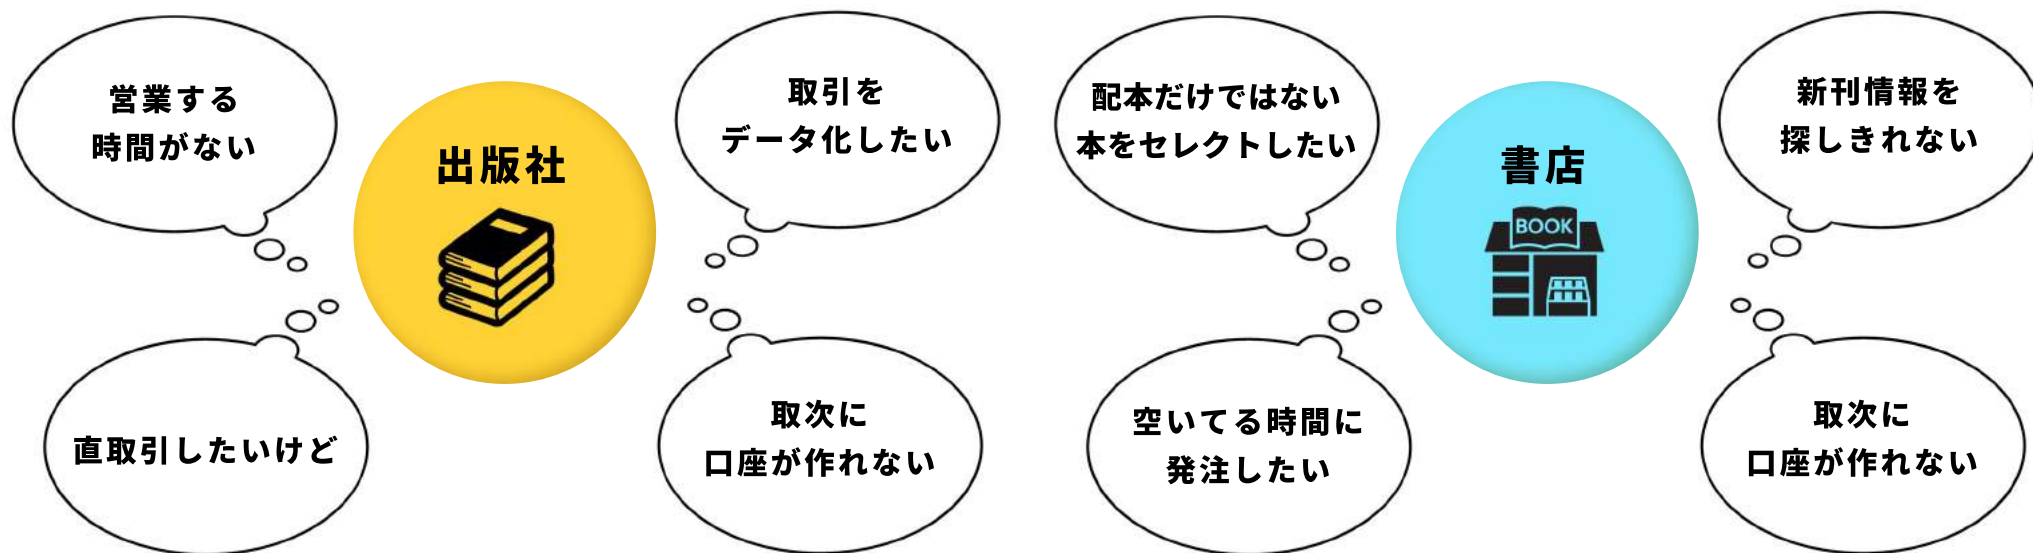 営業する
時間がない
出版社
取引を
データ化したい
直取引したいけど
取次に
口座が作れない
配本だけではない
本をセレクトしたい
書店
BOOK
新刊情報を
探しきれない
空いてる時間に
発注したい
取次に
口座が作れない